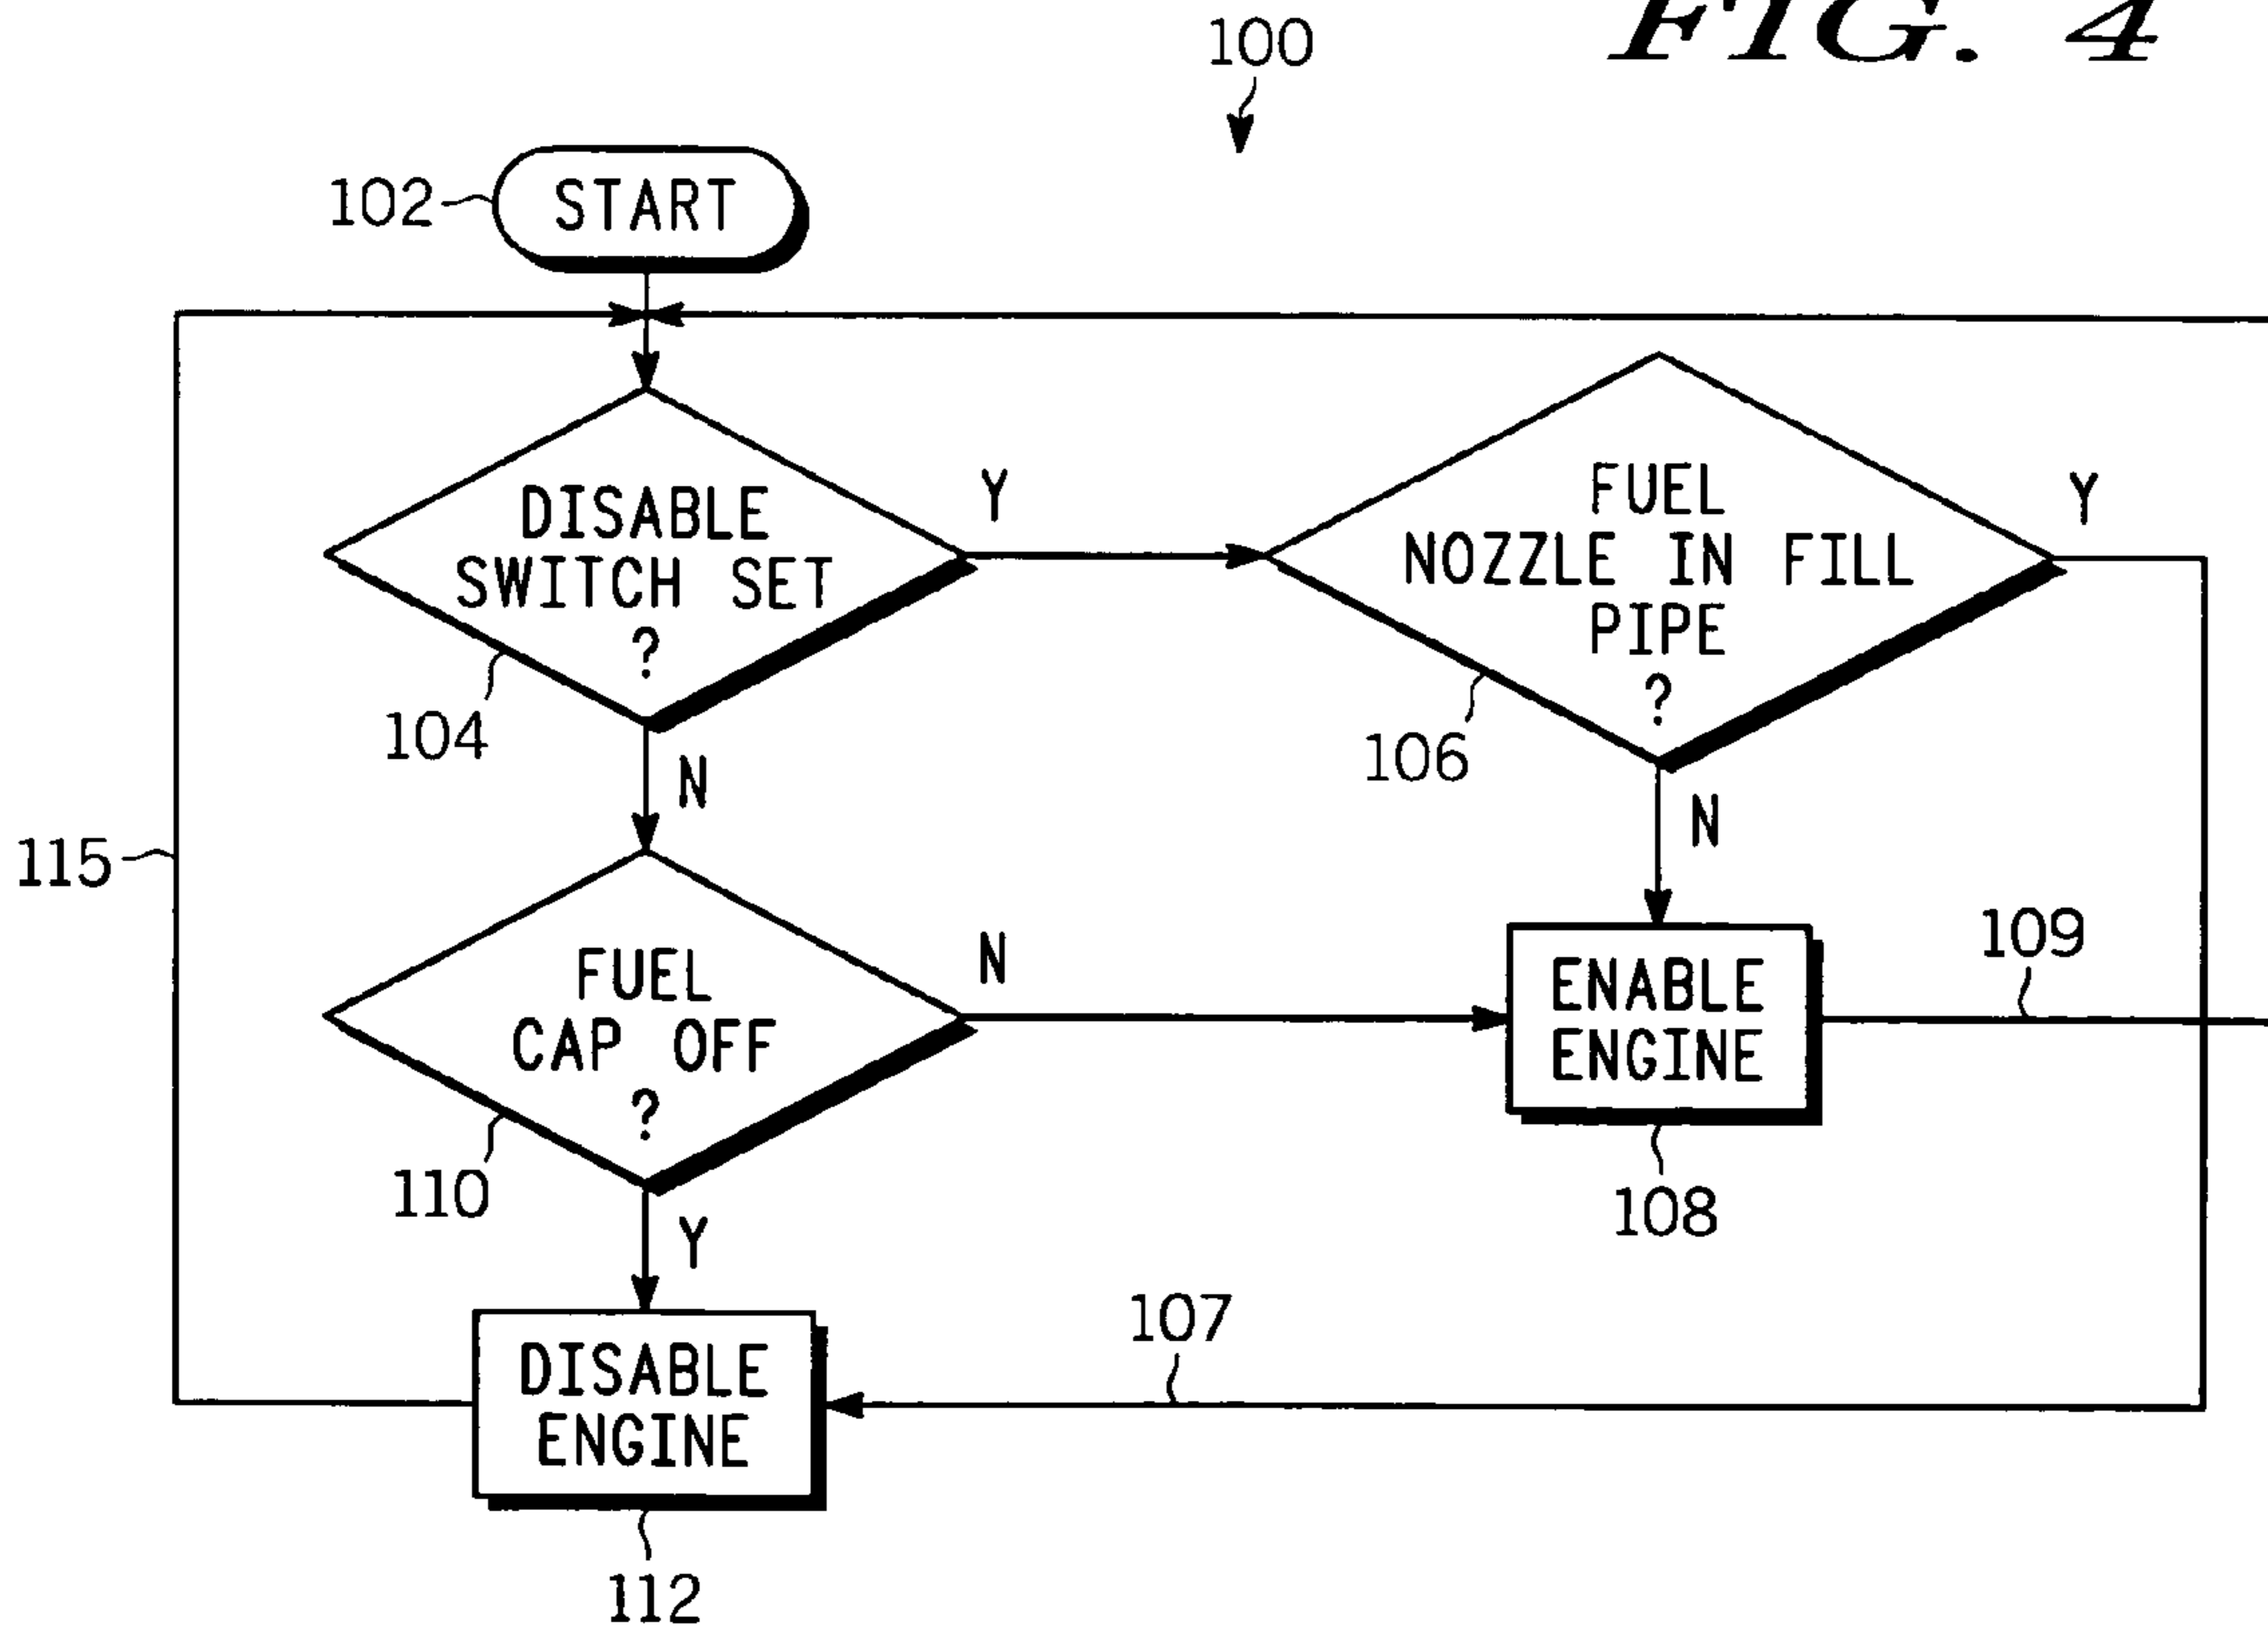 FIG. 4
100
102
START
DISABLE
SWITCH SET
?
Y
104
N
FUEL
NOZZLE IN FILL
PIPE
?
Y
106
N
115
FUEL
CAP OFF
?
N
110
Y
ENABLE
ENGINE
109
108
107
DISABLE
ENGINE
112